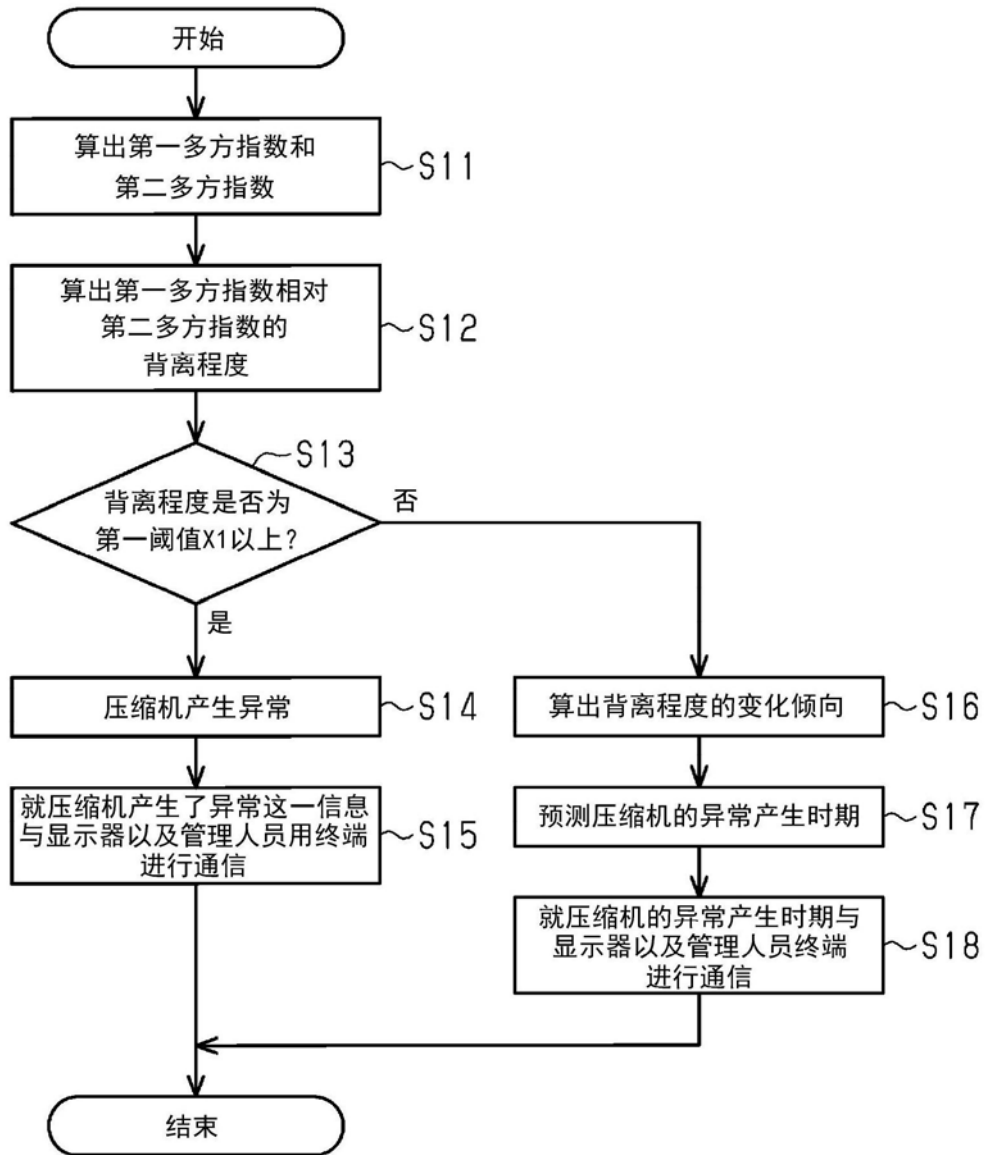 开始
算出第一多方指数和
第二多方指数
S11
算出第一多方指数相对
第二多方指数的
背离程度
S12
S13
背离程度是否为
第一阈值X1以上?
否
是
压缩机产生异常
S14
就压缩机产生了异常这一信息
与显示器以及管理人员用终端
进行通信
S15
算出背离程度的变化倾向
S16
预测压缩机的异常产生时期
S17
就压缩机的异常产生时期与
显示器以及管理人员终端
进行通信
S18
结束